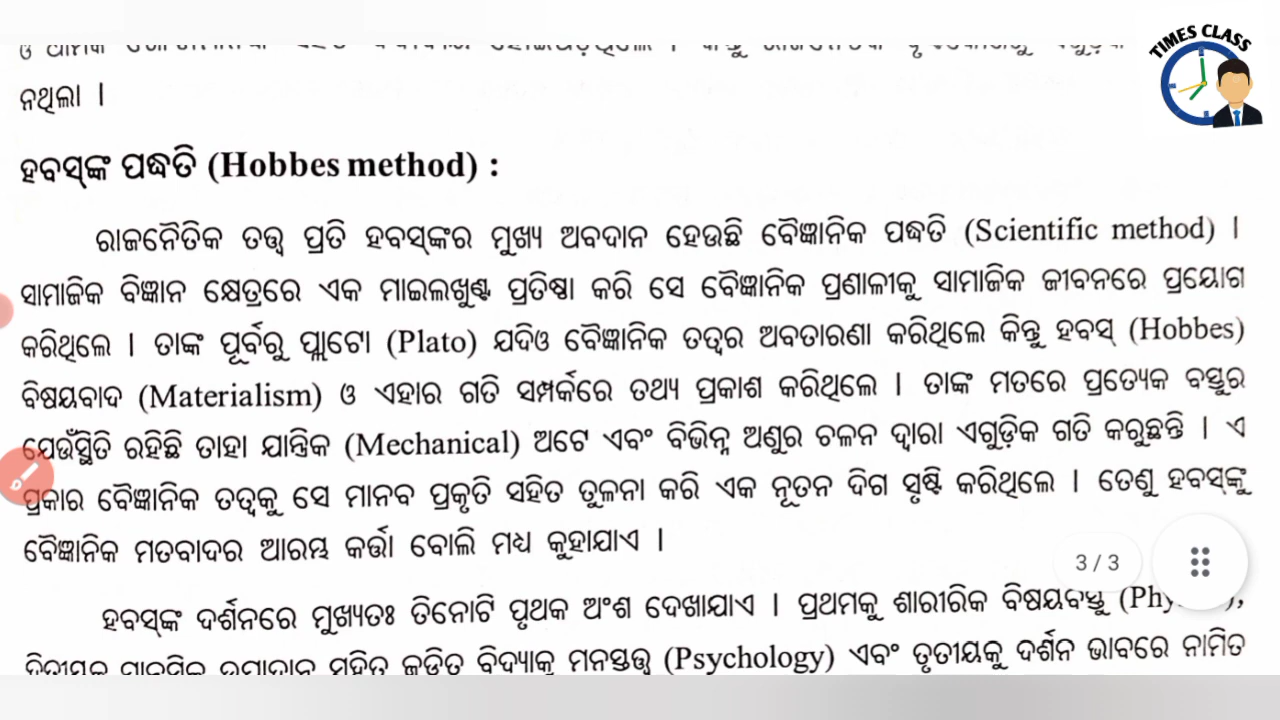 TIMES CLASS
ନଥିଲା ।
ହବସ୍‌ଙ୍କ ପଦ୍ଧତି (Hobbes method) :
ରାଜନୈତିକ ତତ୍ତ୍ଵ ପ୍ରତି ହବସ୍‌ଙ୍କର ମୁଖ୍ୟ ଅବଦାନ ହେଉଛି ବୈଜ୍ଞାନିକ ପଦ୍ଧତି (Scientific method) ।
ସାମାଜିକ ବିଜ୍ଞାନ କ୍ଷେତ୍ରରେ ଏକ ମାଇଲଖୁଣ୍ଟ ପ୍ରତିଷ୍ଠା କରି ସେ ବୈଜ୍ଞାନିକ ପ୍ରଣାଳୀକୁ ସାମାଜିକ ଜୀବନରେ ପ୍ରୟୋଗ
କରିଥିଲେ । ତାଙ୍କ ପୂର୍ବରୁ ପ୍ଲାଟୋ (Plato) ଯଦିଓ ବୈଜ୍ଞାନିକ ତତ୍ୱର ଅବତାରଣା କରିଥିଲେ କିନ୍ତୁ ହବସ୍ (Hobbes)
ବିଷୟବାଦ (Materialism) ଓ ଏହାର ଗତି ସମ୍ପର୍କରେ ତଥ୍ୟ ପ୍ରକାଶ କରିଥିଲେ । ତାଙ୍କ ମତରେ ପ୍ରତ୍ୟେକ ବସ୍ତୁର
ଯେଉଁସ୍ଥିତି ରହିଛି ତାହା ଯାନ୍ତ୍ରିକ (Mechanical) ଅଟେ ଏବଂ ବିଭିନ୍ନ ଅଣୁର ଚଳନ ଦ୍ୱାରା ଏଗୁଡ଼ିକ ଗତି କରୁଛନ୍ତି । ଏ
ପ୍ରକାର ବୈଜ୍ଞାନିକ ତତ୍ୱକୁ ସେ ମାନବ ପ୍ରକୃତି ସହିତ ତୁଳନା କରି ଏକ ନୂତନ ଦିଗ ସୃଷ୍ଟି କରିଥିଲେ । ତେଣୁ ହବସ୍‌ଙ୍କୁ
ବୈଜ୍ଞାନିକ ମତବାଦର ଆରମ୍ଭ କର୍ତ୍ତା ବୋଲି ମଧ୍ୟ କୁହାଯାଏ ।
3 / 3
ହବସ୍‌ଙ୍କ ଦର୍ଶନରେ ମୁଖ୍ୟତଃ ତିନୋଟି ପୃଥକ ଅଂଶ ଦେଖାଯାଏ । ପ୍ରଥମକୁ ଶାରୀରିକ ବିଷୟବସ୍ତୁ
ବିଦ୍ୟାକୁ ମନସ୍ତତ୍ତ୍ୱ (Psychology) ଏବଂ ତୃତୀୟକୁ ଦର୍ଶନ ଭାବରେ ନାମିତ